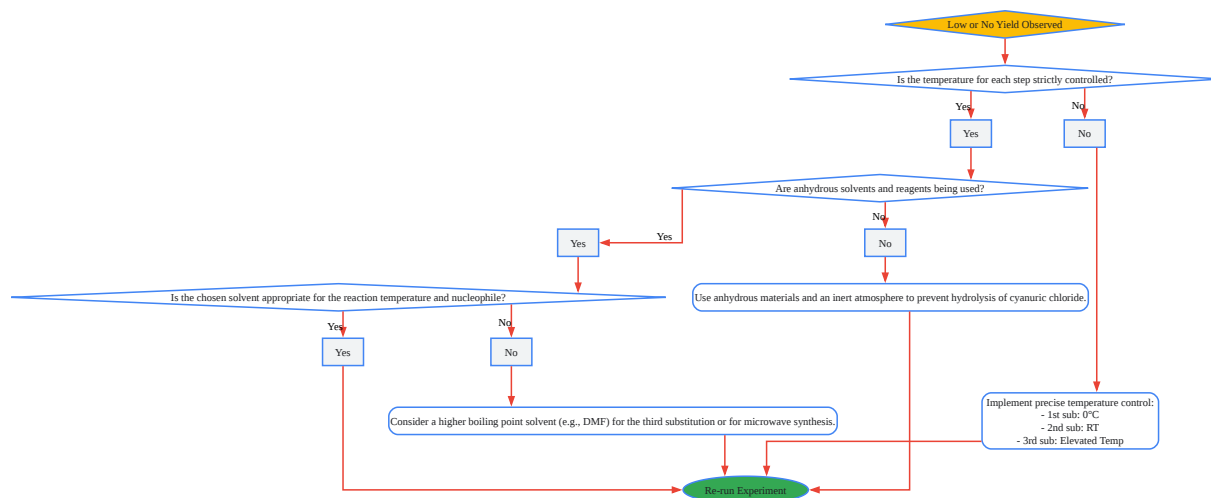 Low or No Yield Observed
Is the temperature for each step strictly controlled?
Yes
No
Yes
No
Are anhydrous solvents and reagents being used?
Yes
No
Yes
No
Is the chosen solvent appropriate for the reaction temperature and nucleophile?
Use anhydrous materials and an inert atmosphere to prevent hydrolysis of cyanuric chloride.
Yes
No
Yes
No
Implement precise temperature control:
- 1st sub: 0°C
- 2nd sub: RT
- 3rd sub: Elevated Temp
Consider a higher boiling point solvent (e.g., DMF) for the third substitution or for microwave synthesis.
Re-run Experiment